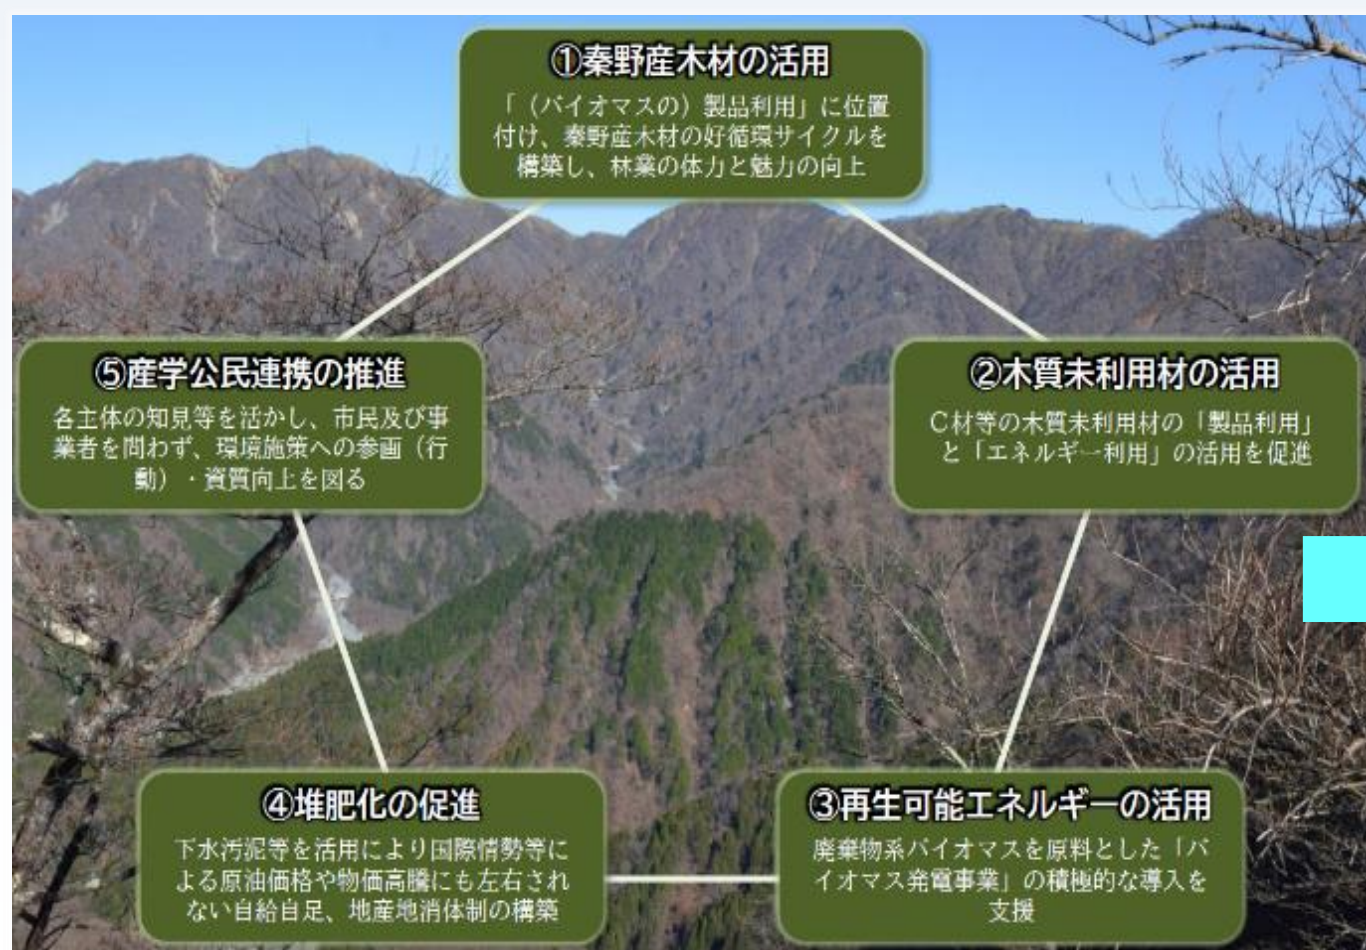 ①秦野産木材の活用
「（バイオマスの）製品利用」に位置
付け、秦野産木材の好循環サイクルを
構築し、林業の体力と魅力の向上
②木質未利用材の活用
C材等の木質未利用材の「製品利用」
と「エネルギー利用」の活用を促進
③再生可能エネルギーの活用
廃棄物系バイオマスを原料とした「バ
イオマス発電事業」の積極的な導入を
支援
④堆肥化の促進
下水汚泥等を活用により国際情勢等に
よる原油価格や物価高騰にも左右され
ない自給自足、地産地消体制の構築
⑤産学公民連携の推進
各主体の知見等を活かし、市民及び事
業者を問わず、環境施策への参画（行
動）・資質向上を図る